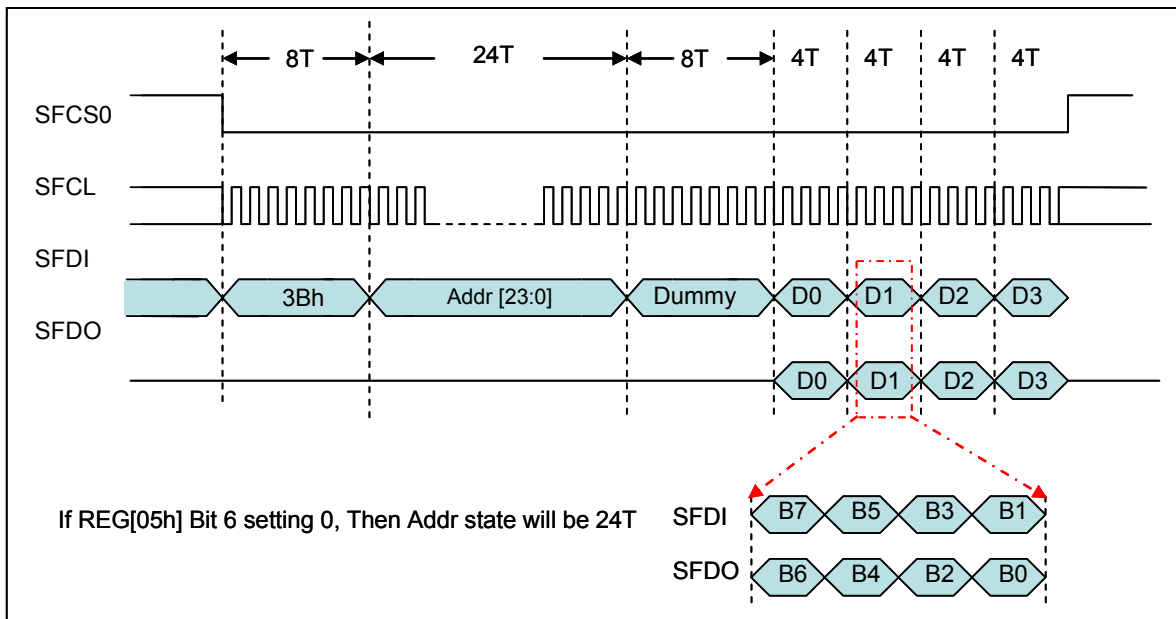 8T 24T 8T 4T 4T 4T 4T
SFCS0
SFCL
SFDI
3Bh Addr [23:0] Dummy D0 D1 D2 D3
SFDO
D0 D1 D2 D3
If REG[05h] Bit 6 setting 0, Then Addr state will be 24T
SFDI B7 B5 B3 B1
SFDO B6 B4 B2 B0